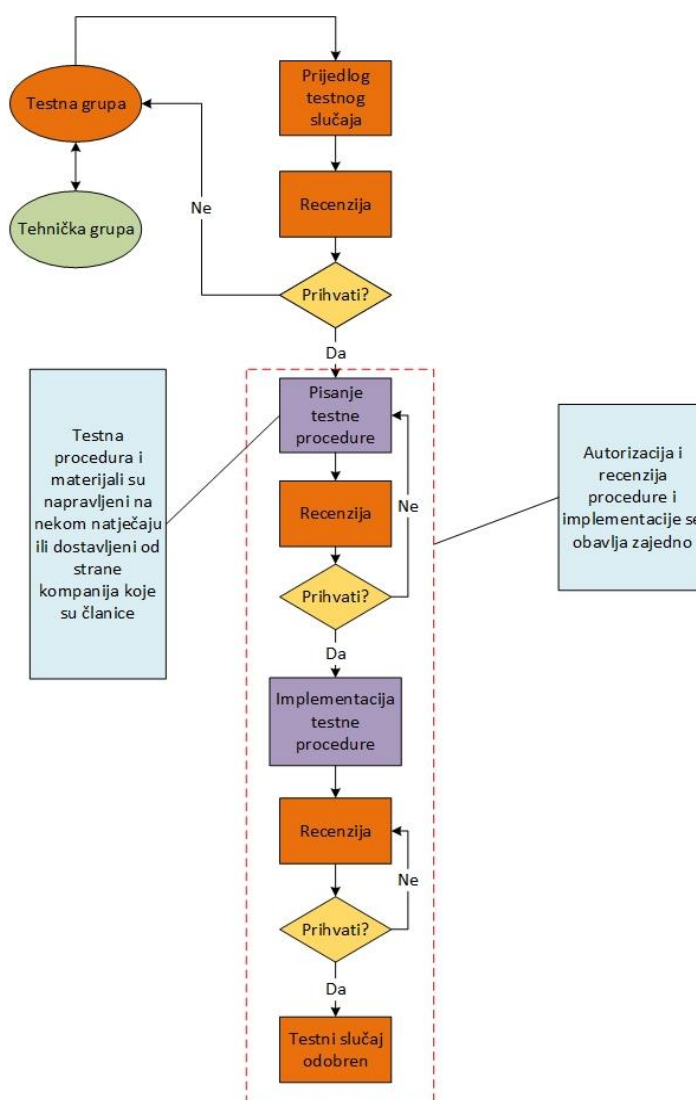 Testna grupa
Prijedlog
testnog
slučaja
Recenzija
Ne
Tehnička grupa
Prihvati?
Da
Pisanje
testne
procedure
Testna
procedura i
materijali su
napravljeni na
nekom natječaju
ili dostavljeni od
strane
kompanija koje
su članice
Autorizacija i
recenzija
procedure i
implementacije se
obavlja zajedno
Recenzija
Ne
Prihvati?
Da
Implementacija
testne
procedure
Recenzija
Ne
Prihvati?
Da
Testni slučaj
odobren